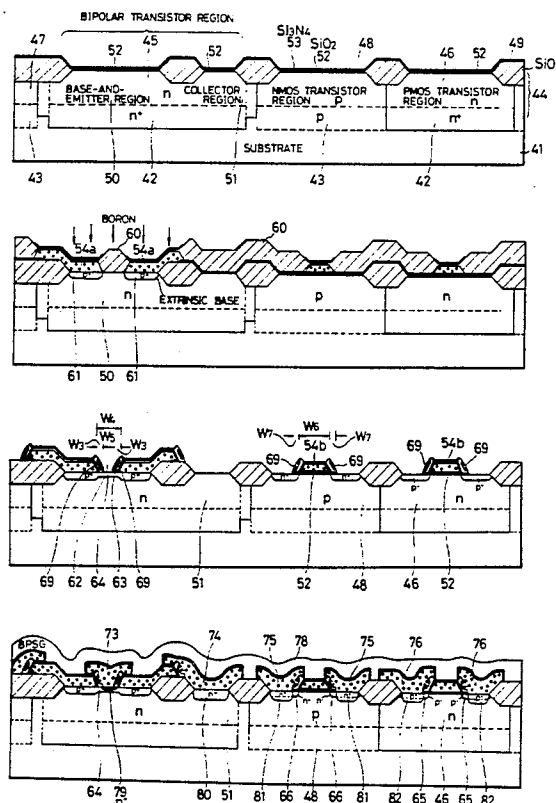 BIPOLAR TRANSISTOR REGION
Si3N4
47 52 45 52 53 SiO2 48 46 52 49
52
SiO
n
BASE-AND-EMITTER REGION
COLLECTOR REGION
NMOS TRANSISTOR REGION p
PMOS TRANSISTOR REGION n
44
n+ p n+
SUBSTRATE
41
43 50 42 51 43 42
BORON
60 60
54a 54a
n EXTRINSIC BASE p n
61 50 61
W4
W3 W5 W3
W7 W6 W7
54b 54b
69 69 69
n p n
69 62 64 63 69 51 52 48 46 52
BPSG
73 74 75 78 75 76 76
p n
64 79 80 51 81 66 48 66 81 82 65 46 65 82